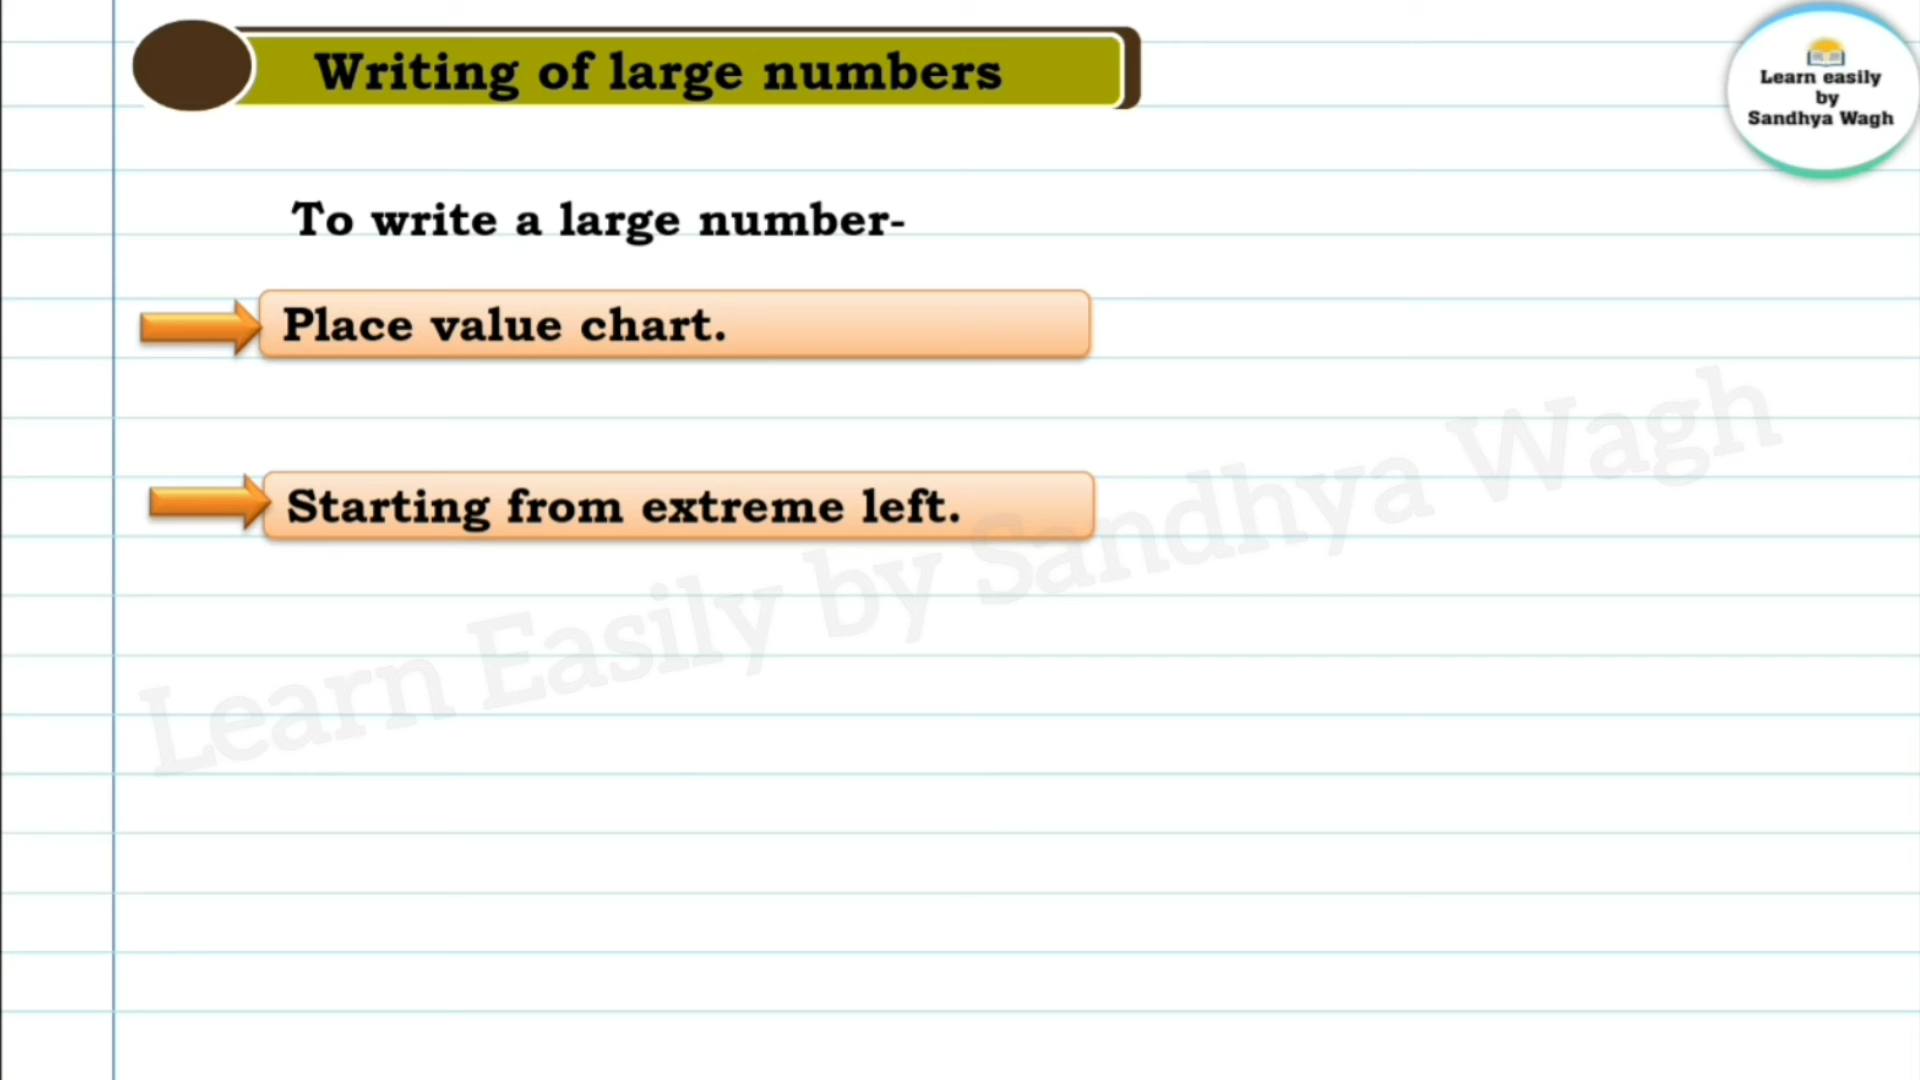 Writing of large numbers
Learn easily
by
Sandhya Wagh
To write a large number-
Place value chart.
Starting from extreme left.
Learn Easily by Sandhya Wagh